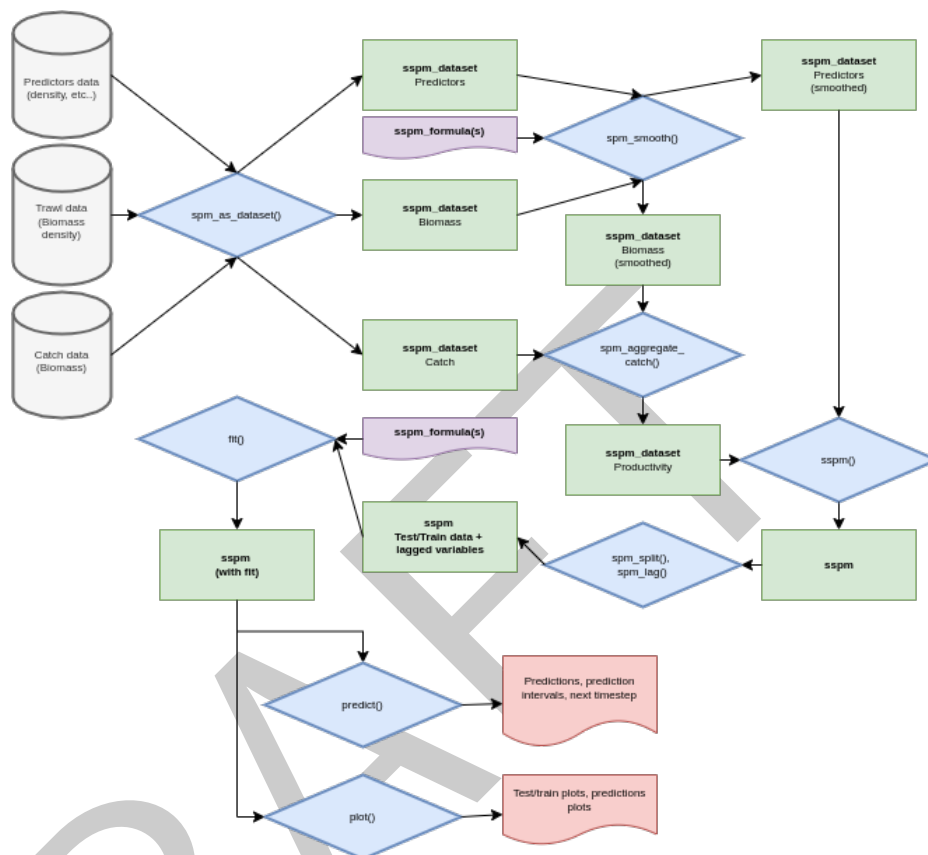 Predictors data
(density, etc..)
sspm_dataset
Predictors
sspm_dataset
Predictors
(smoothed)
sspm_formula(s)
spm_smooth()
Trawl data
(Biomass
density)
spm_as_dataset()
sspm_dataset
Biomass
sspm_dataset
Biomass
(smoothed)
Catch data
(Biomass)
sspm_dataset
Catch
spm_aggregate_
catch()
fit()
sspm_formula(s)
sspm_dataset
Productivity
sspm()
sspm
(with fit)
sspm
Test/Train data +
lagged variables
spm_split(),
spm_lag()
sspm
predict()
Predictions, prediction
intervals, next timestep
plot()
Test/train plots, predictions
plots
DRAFT